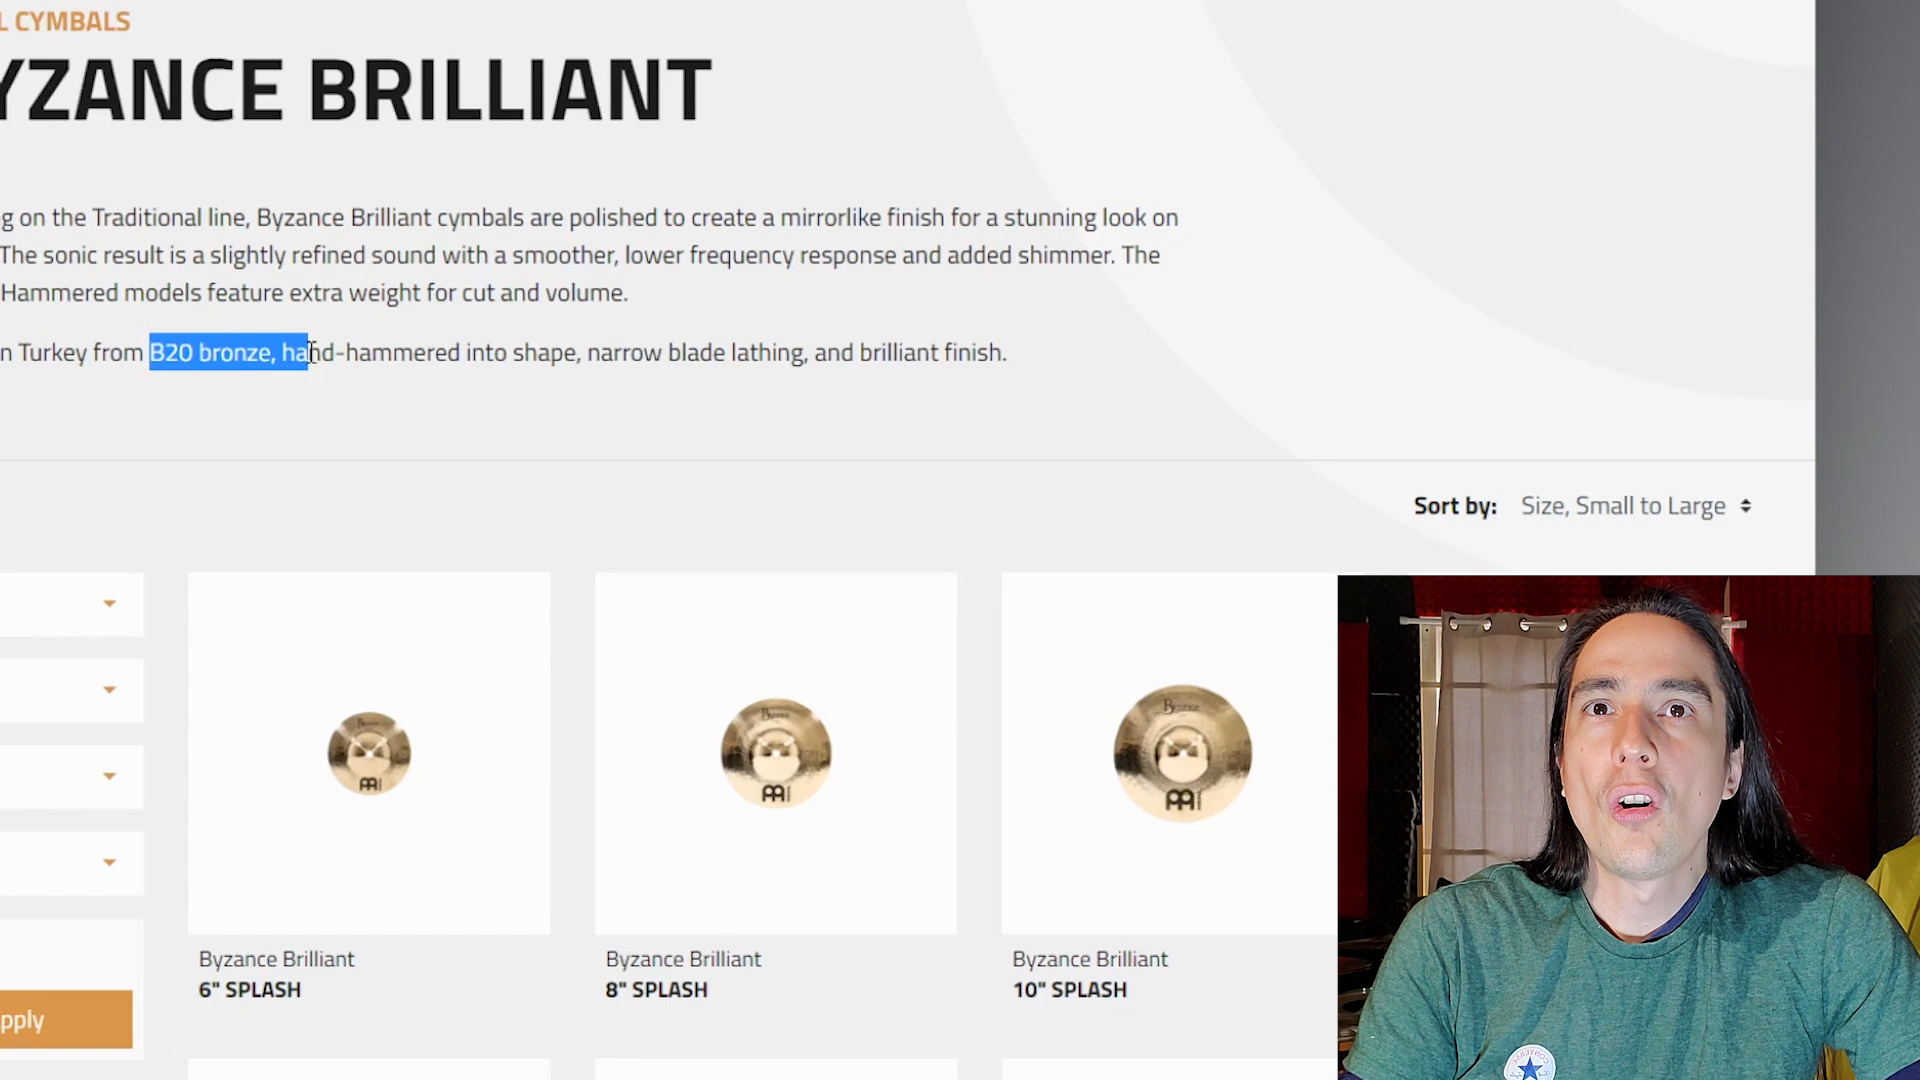 L CYMBALS
YZANCE BRILLIANT
g on the Traditional line, Byzance Brilliant cymbals are polished to create a mirrorlike finish for a stunning look on
The sonic result is a slightly refined sound with a smoother, lower frequency response and added shimmer. The
Hammered models feature extra weight for cut and volume.
n Turkey from B20 bronze, hand-hammered into shape, narrow blade lathing, and brilliant finish.
Sort by: Size, Small to Large
Byzance
Byzance
Byzance
Byzance Brilliant
6" SPLASH
Byzance Brilliant
8" SPLASH
Byzance Brilliant
10" SPLASH
pply
CONVERSE